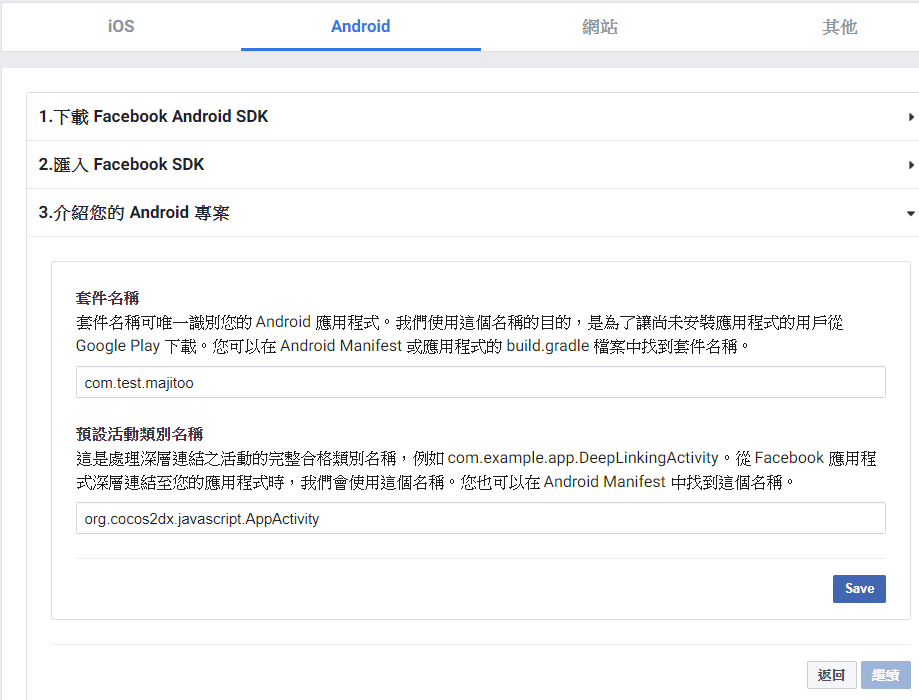 iOS
Android
網站
其他
1.下載 Facebook Android SDK
2.匯入 Facebook SDK
3.介紹您的 Android 專案
套件名稱
套件名稱可唯一識別您的 Android 應用程式。我們使用這個名稱的目的，是為了讓尚未安裝應用程式的用戶從
Google Play 下載。您可以在 Android Manifest 或應用程式的 build.gradle 檔案中找到套件名稱。
com.test.majitoo
預設活動類別名稱
這是處理深層連結之活動的完整合格類別名稱，例如 com.example.app.DeepLinkingActivity。從 Facebook 應用程
式深層連結至您的應用程式時，我們會使用這個名稱。您也可以在 Android Manifest 中找到這個名稱。
org.cocos2dx.javascript.AppActivity
Save
返回
繼續